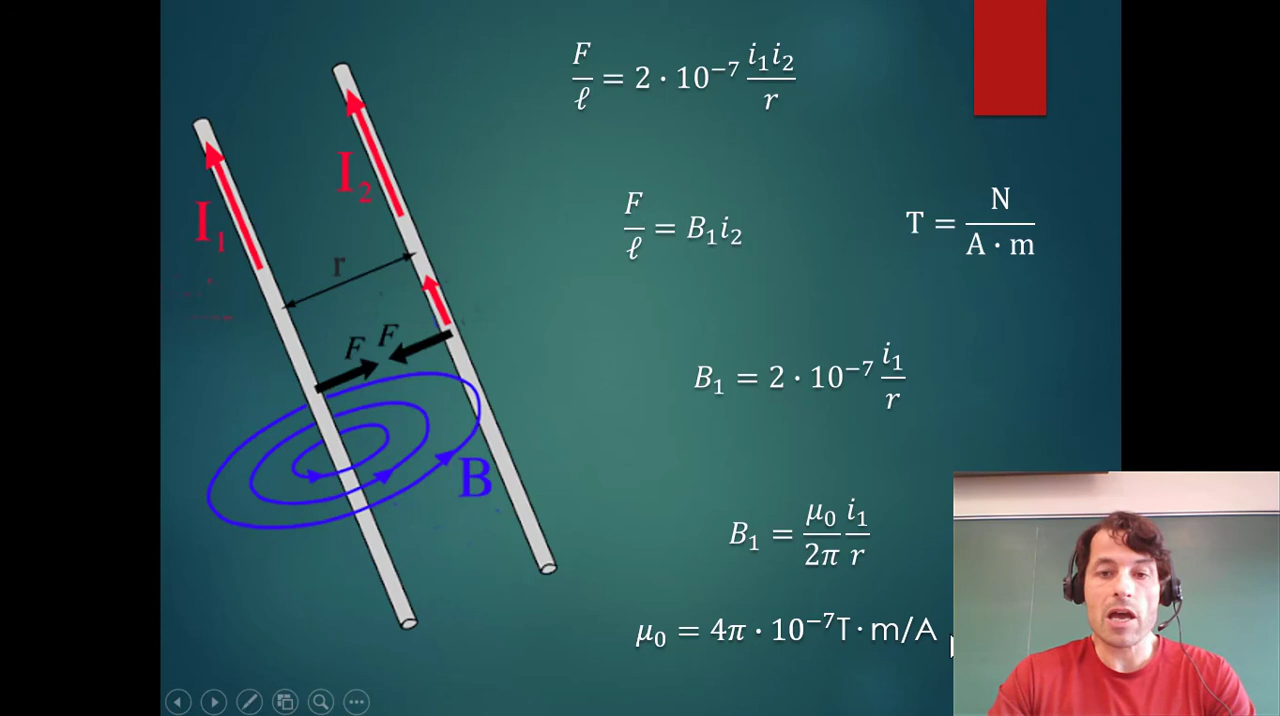 F/ℓ = 2 · 10⁻⁷ i₁i₂/r
I₂
I₁
F/ℓ = B₁i₂
T = N/(A · m)
r
F F
B₁ = 2 · 10⁻⁷ i₁/r
B
B₁ = μ₀/2π i₁/r
μ₀ = 4π · 10⁻⁷T · m/A